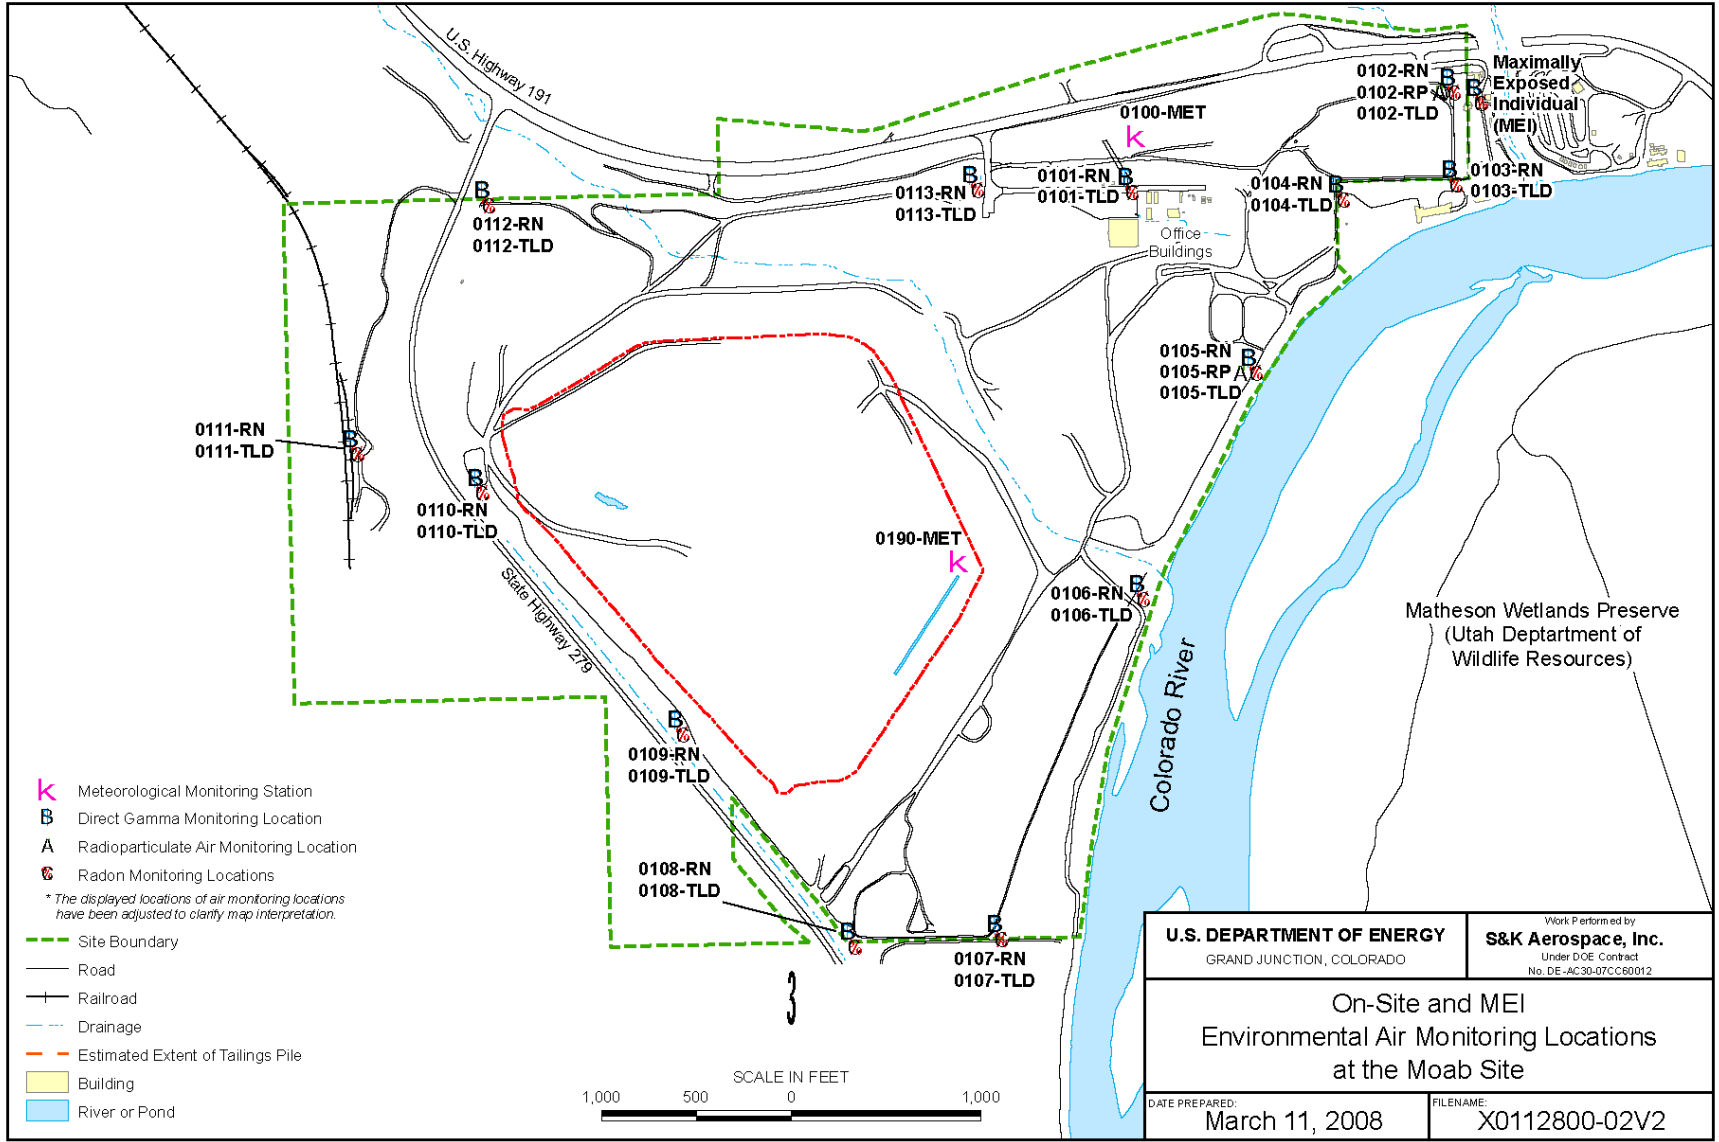 U.S. Highway 191
0100-MET
k
0102-RN
0102-RP
0102-TLD
Maximally
Exposed
Individual
(MEI)
0103-RN
0103-TLD
0104-RN
0104-TLD
0101-RN
0101-TLD
0113-RN
0113-TLD
0112-RN
0112-TLD
Office
Buildings
0105-RN
0105-RP
0105-TLD
0111-RN
0111-TLD
0110-RN
0110-TLD
0190-MET
k
State Highway 279
0106-RN
0106-TLD
Matheson Wetlands Preserve
(Utah Deptartment of
Wildlife Resources)
Colorado River
0109-RN
0109-TLD
0108-RN
0108-TLD
0107-RN
0107-TLD
k Meteorological Monitoring Station
B Direct Gamma Monitoring Location
A Radioparticulate Air Monitoring Location
% Radon Monitoring Locations
* The displayed locations of air monitoring locations
have been adjusted to clarify map interpretation.
Site Boundary
Road
Railroad
Drainage
Estimated Extent of Tailings Pile
Building
River or Pond
3
SCALE IN FEET
1,000 500 0 1,000
U.S. DEPARTMENT OF ENERGY
GRAND JUNCTION, COLORADO
Work Performed by
S&K Aerospace, Inc.
Under DOE Contract
No. DE-AC30-07CC60012
On-Site and MEI
Environmental Air Monitoring Locations
at the Moab Site
DATE PREPARED:
March 11, 2008
FILENAME:
X0112800-02V2